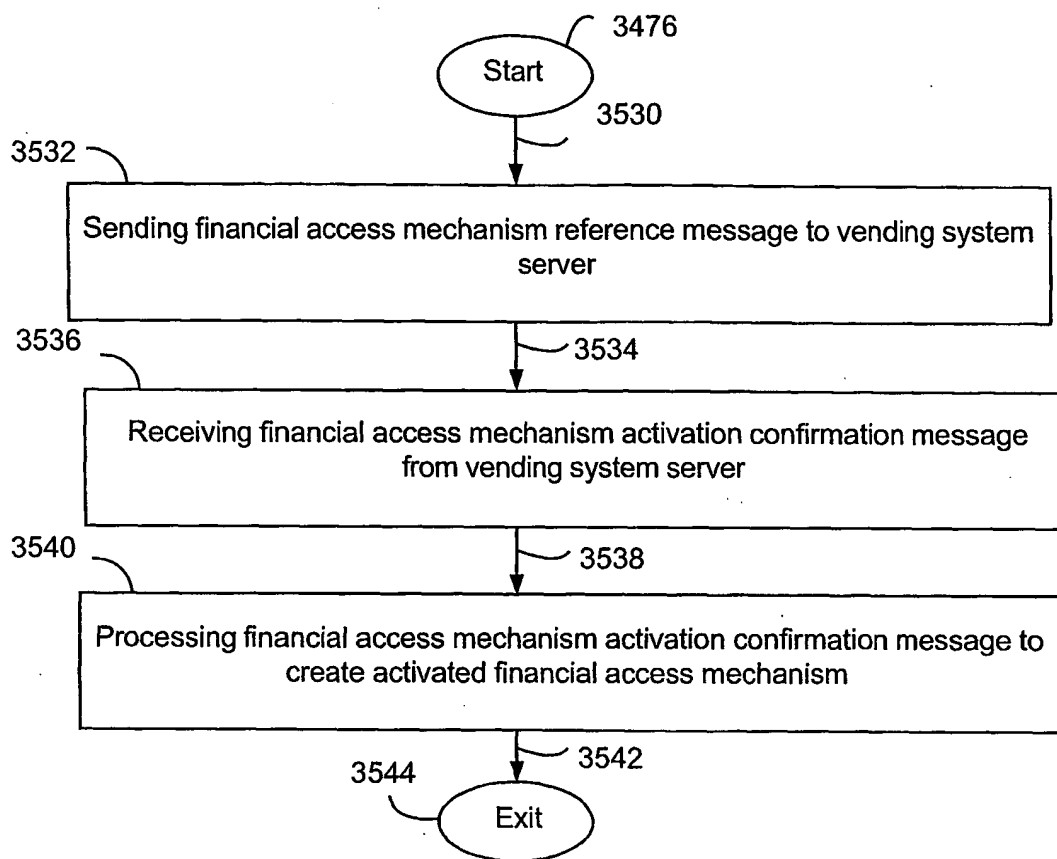 3476
Start
3530
3532
Sending financial access mechanism reference message to vending system
server
3534
3536
Receiving financial access mechanism activation confirmation message
from vending system server
3538
3540
Processing financial access mechanism activation confirmation message to
create activated financial access mechanism
3542
3544
Exit